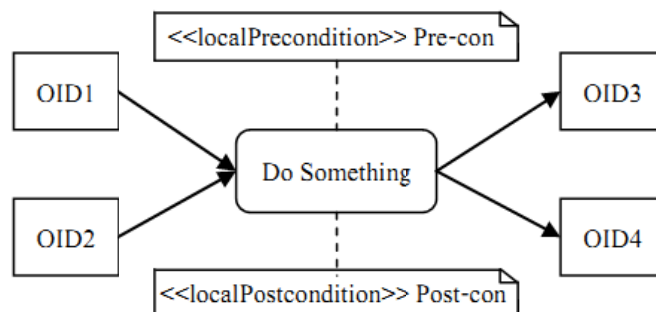 <<localPrecondition>> Pre-con
OID1
OID3
Do Something
OID2
OID4
<<localPostcondition>> Post-con